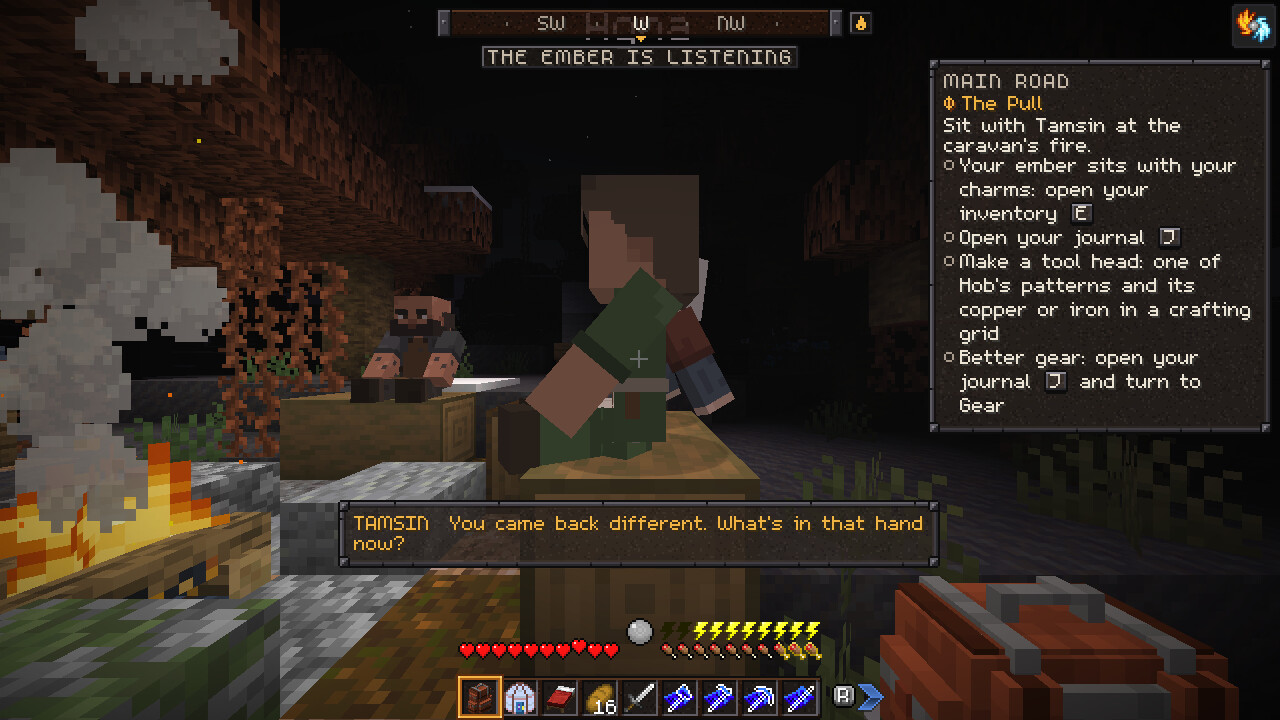 SW W NW
THE EMBER IS LISTENING
MAIN ROAD
The Pull
Sit with Tamsin at the
caravan's fire.
Your ember sits with your
charms: open your
inventory E
Open your journal J
Make a tool head: one of
Hob's patterns and its
copper or iron in a crafting
grid
Better gear: open your
journal J and turn to
Gear
TAMSIN You came back different. What's in that hand
now?
16
R